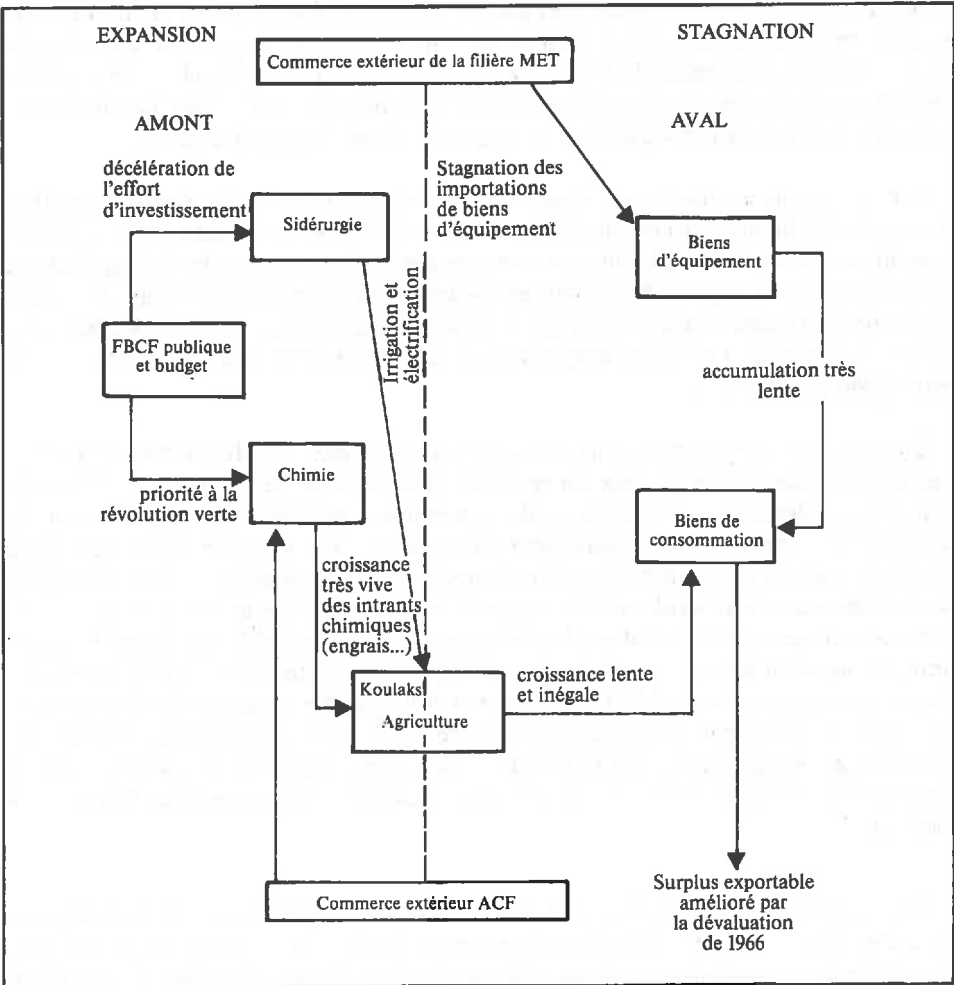 EXPANSION
STAGNATION
Commerce extérieur de la filière MET
AMONT
AVAL
décélération de
l'effort
d'investissement
Sidérurgie
Stagnation des
importations
de biens
d'équipement
Biens
d'équipement
Irrigation et
électrification
FBCF publique
et budget
accumulation très
lente
Chimie
priorité à la
révolution verte
Biens de
consommation
croissance
très vive
des intrants
chimiques
(engrais...)
Koulaks
Agriculture
croissance lente
et inégale
Commerce extérieur ACF
Surplus exportable
amélioré par
la dévaluation
de 1966